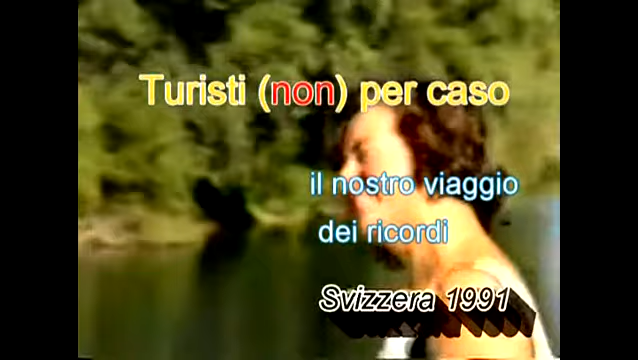 Turisti (non) per caso
il nostro viaggio
dei ricordi
Svizzera 1991